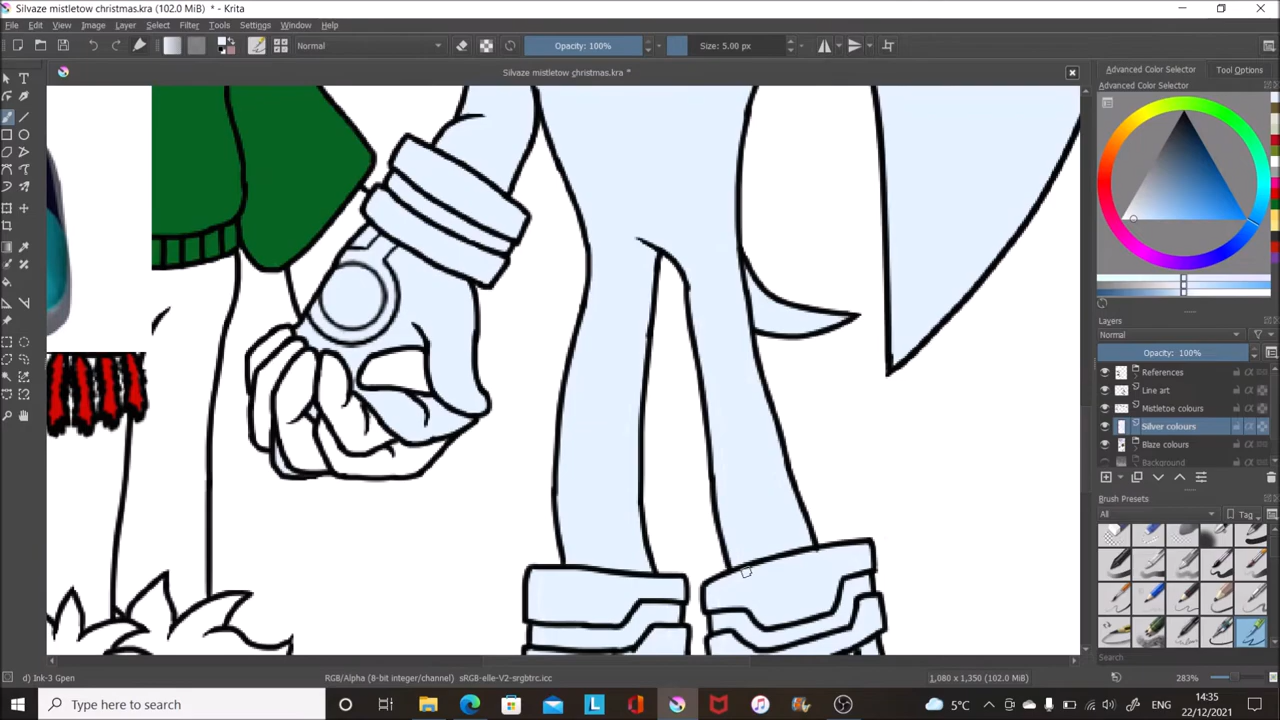 Silvaze mistletow christmas.kra (102.0 MiB) * - Krita
File Edit View Image Layer Select Filter Tools Settings Window Help
Normal
Opacity: 100%
Size: 5.00 px
Silvaze mistletow christmas.kra *
Advanced Color Selector Tool Options
Advanced Color Selector
Layers
Normal
Opacity: 100%
References
Line art
Mistletoe colours
Silver colours
Blaze colours
Background
Brush Presets
All
Tag
Search
d) Ink-3 Gpen
RGB/Alpha (8-bit integer/channel) sRGB-elle-V2-srgbtrc.icc
1,080 x 1,350 (102.0 MiB)
283%
Type here to search
5°C
ENG
14:35
22/12/2021